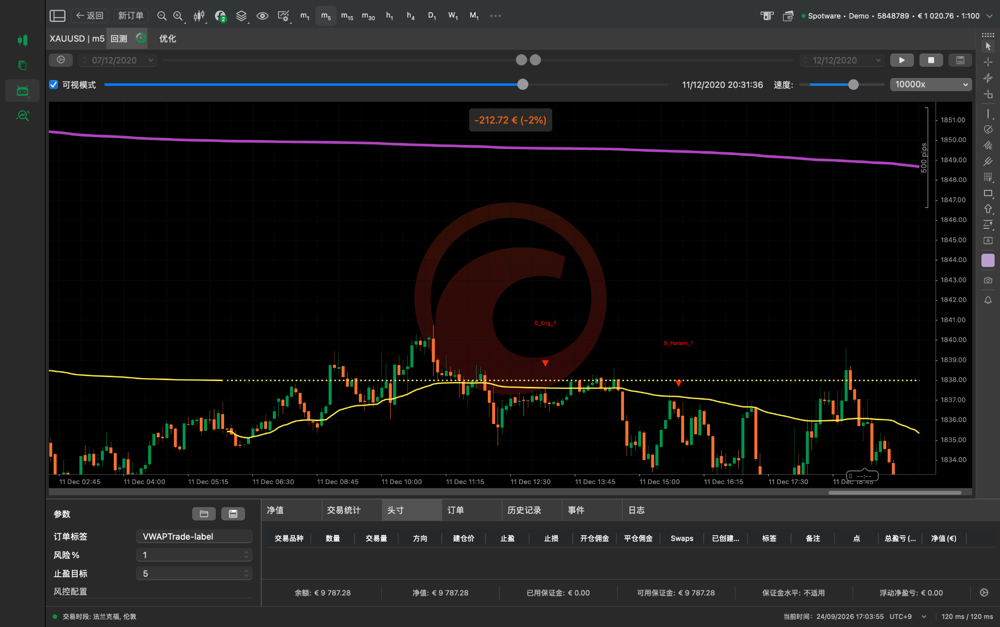 返回 新订单 2 m1 m5 m15 m30 h1 h4 D1 W1 M1 Spotware • Demo • 5848789 • € 1 020.76 • 1:100
XAUUSD | m5 回测 优化
07/12/2020 12/12/2020
可视模式 11/12/2020 20:31:36 速度: 10000x
-212.72 € (-2%)
500 pips
1851.00
1850.00
1849.00
1848.00
1847.00
1846.00
1845.00
1844.00
1843.00
1842.00
1841.00
1840.00
1839.00
1838.00
1837.00
1836.00
1835.00
1834.00
S_Eng_1
S_Harami_1
--:--
11 Dec 02:45 11 Dec 04:00 11 Dec 05:15 11 Dec 06:30 11 Dec 08:45 11 Dec 10:00 11 Dec 11:15 11 Dec 12:30 11 Dec 13:45 11 Dec 15:00 11 Dec 16:15 11 Dec 17:30 11 Dec 18:45
参数
订单标签 VWAPTrade-label
风险% 1
止盈目标 5
风控配置
净值 交易统计 头寸 订单 历史记录 事件 日志
交易品种 数量 交易量 方向 建仓价 止盈 止损 开仓佣金 平仓佣金 Swaps 已创建... 标签 备注 点 总盈亏 (... 净值 (€)
余额: € 9 787.28 净值: € 9 787.28 已用保证金: € 0.00 可用保证金: € 9 787.28 保证金水平: 不适用 浮动净盈亏: € 0.00
交易时段: 法兰克福, 伦敦 当前时间: 24/09/2026 17:03:55 UTC+9 120 ms / 120 ms